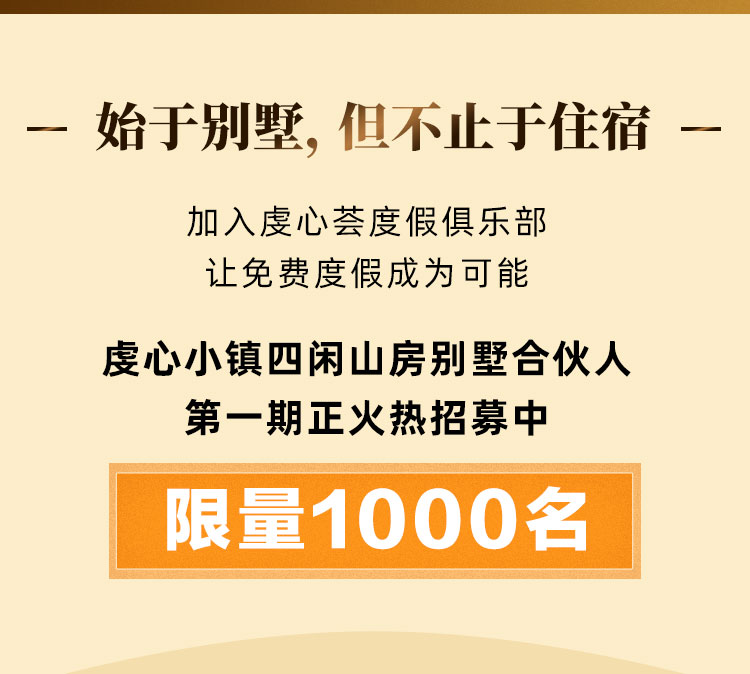 始于别墅,但不止于住宿
加入虔心荟度假俱乐部
让免费度假成为可能
虔心小镇四闲山房别墅合伙人
第一期正火热招募中
限量1000名